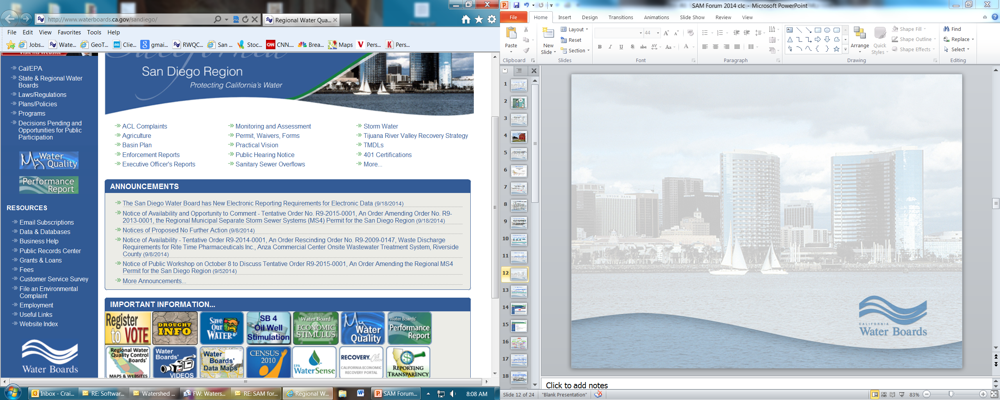 http://www.waterboards.ca.gov/sandiego/
Regional Water Qua...
File Edit View Favorites Tools Help
Jobs... Wate... GeoT... Clie... gmai... RWQC... San ... Stoc... CNN.... Brea... Maps Pers... Pers...
Visit his Website
Cal/EPA
State & Regional Water
Boards
Laws/Regulations
Plans/Policies
Programs
Decisions Pending and
Opportunities for Public
Participation
My Water
Quality
Performance
Report
RESOURCES
Email Subscriptions
Data & Databases
Business Help
Public Records Center
Grants & Loans
Fees
Customer Service Survey
File an Environmental
Complaint
Employment
Useful Links
Website Index
Water Boards
California
San Diego Region
Protecting California's Water
ACL Complaints
Agriculture
Basin Plan
Enforcement Reports
Executive Officer's Reports
Monitoring and Assessment
Permit, Waivers, Forms
Practical Vision
Public Hearing Notice
Sanitary Sewer Overflows
Storm Water
Tijuana River Valley Recovery Strategy
TMDLs
401 Certifications
More...
ANNOUNCEMENTS
The San Diego Water Board has New Electronic Reporting Requirements for Electronic Data (9/18/2014)
Notice of Availability and Opportunity to Comment - Tentative Order No. R9-2015-0001, An Order Amending Order No. R9-
2013-0001, the Regional Municipal Separate Storm Sewer Systems (MS4) Permit for the San Diego Region (9/18/2014)
Notices of Proposed No Further Action (9/8/2014)
Notice of Availability - Tentative Order R9-2014-0001, An Order Rescinding Order No. R9-2009-0147, Waste Discharge
Requirements for Rite Time Pharmaceuticals Inc., Anza Commercial Center Onsite Wastewater Treatment System, Riverside
County (9/8/2014)
Notice of Public Workshop on October 8 to Discuss Tentative Order R9-2015-0001, An Order Amending the Regional MS4
Permit for the San Diego Region (9/52014)
More Announcements...
IMPORTANT INFORMATION...
Register
to VOTE
DROUGHT
INFO
Save
Our
WATER
SB 4
Oil Well
Stimulation
Water Board
ECONOMIC
STIMULUS
My
Water
Quality
Water Boards'
Performance
Report
Regional Water
Quality Control
Boards'
MAPS & WEBSITES
Water
Boards'
VIDEOS
Water
Boards'
Data Maps
CENSUS
2010
EPA
WaterSense
RECOVERY.CA.GOV
CALIFORNIA ECONOMIC
RECOVERY PORTAL
REPORTING
TRANSPARENCY
Inbox - Crai... RE: Softwar... Watershed ... FW: Waters... RE: SAM for... Regional W... SAM Forum... 8:08 AM
SAM Forum 2014 clc - Microsoft PowerPoint
File Home Insert Design Transitions Animations Slide Show Review View
Paste
Clipboard
New
Slide
Layout
Reset
Section
Slides
44
B I U S abc AV Aa A
Font
Paragraph
Arrange
Quick
Styles
Shape Fill
Shape Outline
Shape Effects
Drawing
Find
Replace
Select
Editing
1
2
3
4
5
6
7
8
9
10
11
12
13
14
15
16
17
18
UNION BANK
CALIFORNIA
Water Boards
Click to add notes
Slide 12 of 24 "Blank Presentation" 83%